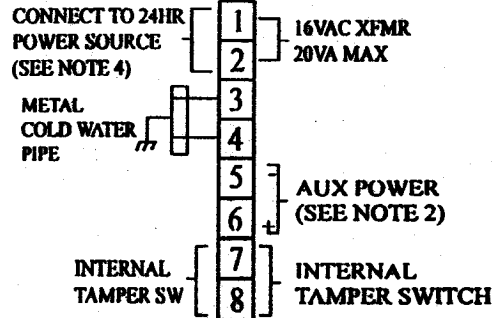 CONNECT TO 24HR
POWER SOURCE
(SEE NOTE 4)
1
2
16VAC XFMR
20VA MAX
METAL
COLD WATER
PIPE
3
4
5
6
-
+
AUX POWER
(SEE NOTE 2)
INTERNAL
TAMPER SW
7
8
INTERNAL
TAMPER SWITCH